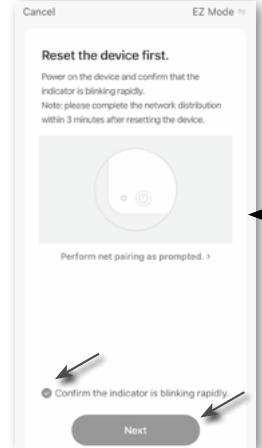 Cancel EZ Mode
Reset the device first.
Power on the device and confirm that the
indicator is blinking rapidly.
Note: please complete the network distribution
within 3 minutes after resetting the device.
Perform net pairing as prompted. >
Confirm the indicator is blinking rapidly.
Next